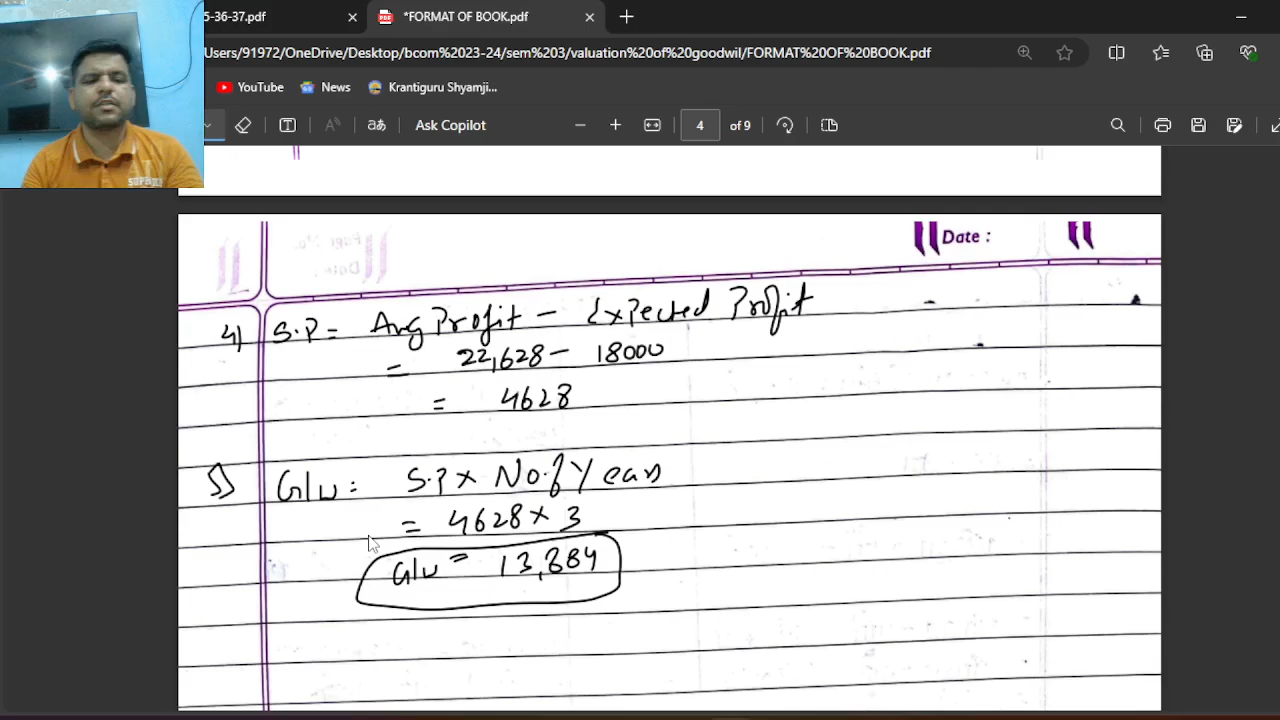 5-36-37.pdf
*FORMAT OF BOOK.pdf
Users/91972/OneDrive/Desktop/bcom%2023-24/sem%203/valuation%20of%20goodwil/FORMAT%20OF%20BOOK.pdf
YouTube News Krantiguru Shyamji...
Ask Copilot 4 of 9
Date :
4) S.P = Avg Profit - Expected Profit
= 22,628 - 18000
= 4628
5) G/w = S.P x No. of Years
= 4628 x 3
G/w = 13,884